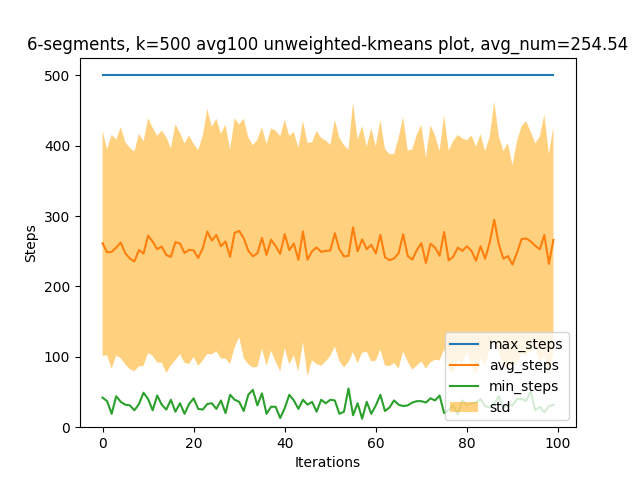 6-segments, k=500 avg100 unweighted-kmeans plot, avg_num=254.54
500
400
300
200
100
0
Steps
max_steps
avg_steps
min_steps
std
0 20 40 60 80 100
Iterations